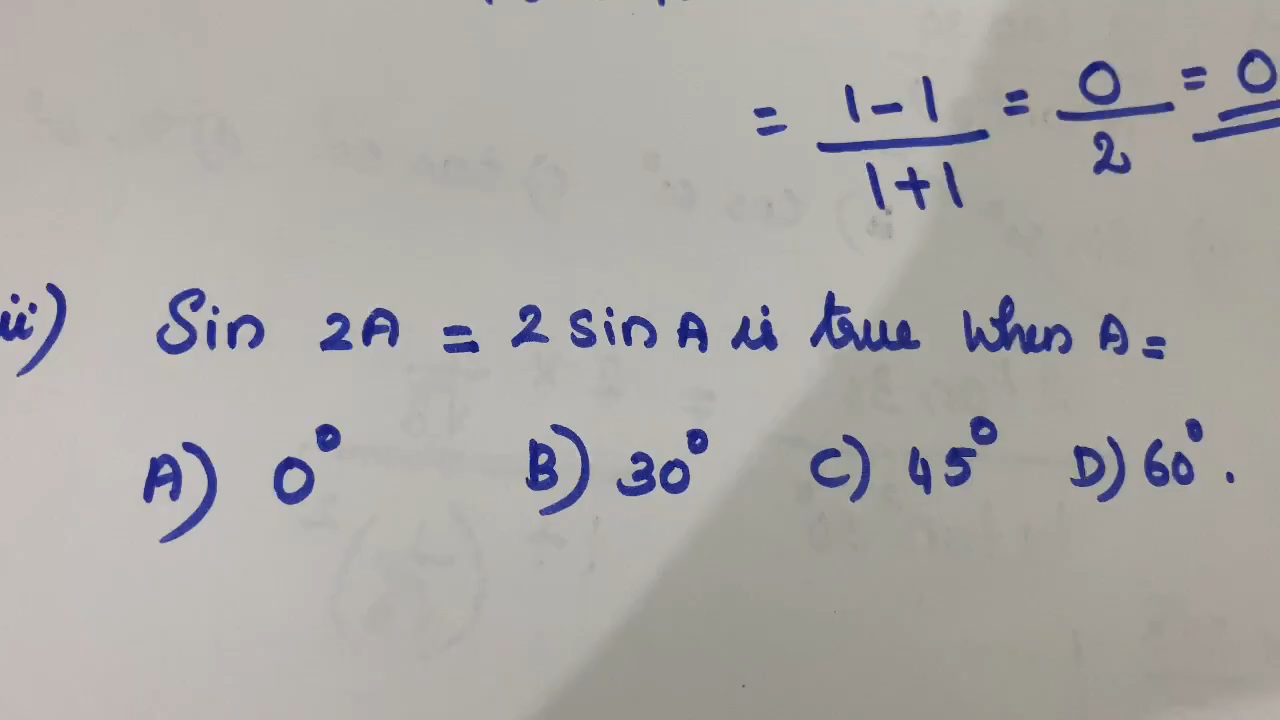 = 1-1/1+1 = 0/2 = 0
ii) Sin 2A = 2 sin A is true when A =
A) 0° B) 30° C) 45° D) 60°.